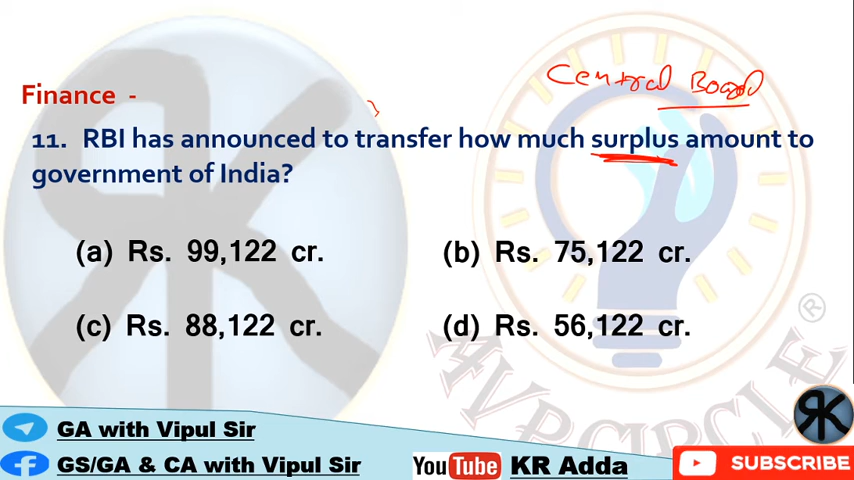 Central Board
Finance -
11. RBI has announced to transfer how much surplus amount to
government of India?
(a) Rs. 99,122 cr.
(b) Rs. 75,122 cr.
(c) Rs. 88,122 cr.
(d) Rs. 56,122 cr.
4VPCIRCLE ®
RK
GA with Vipul Sir
GS/GA & CA with Vipul Sir
YouTube KR Adda
SUBSCRIBE